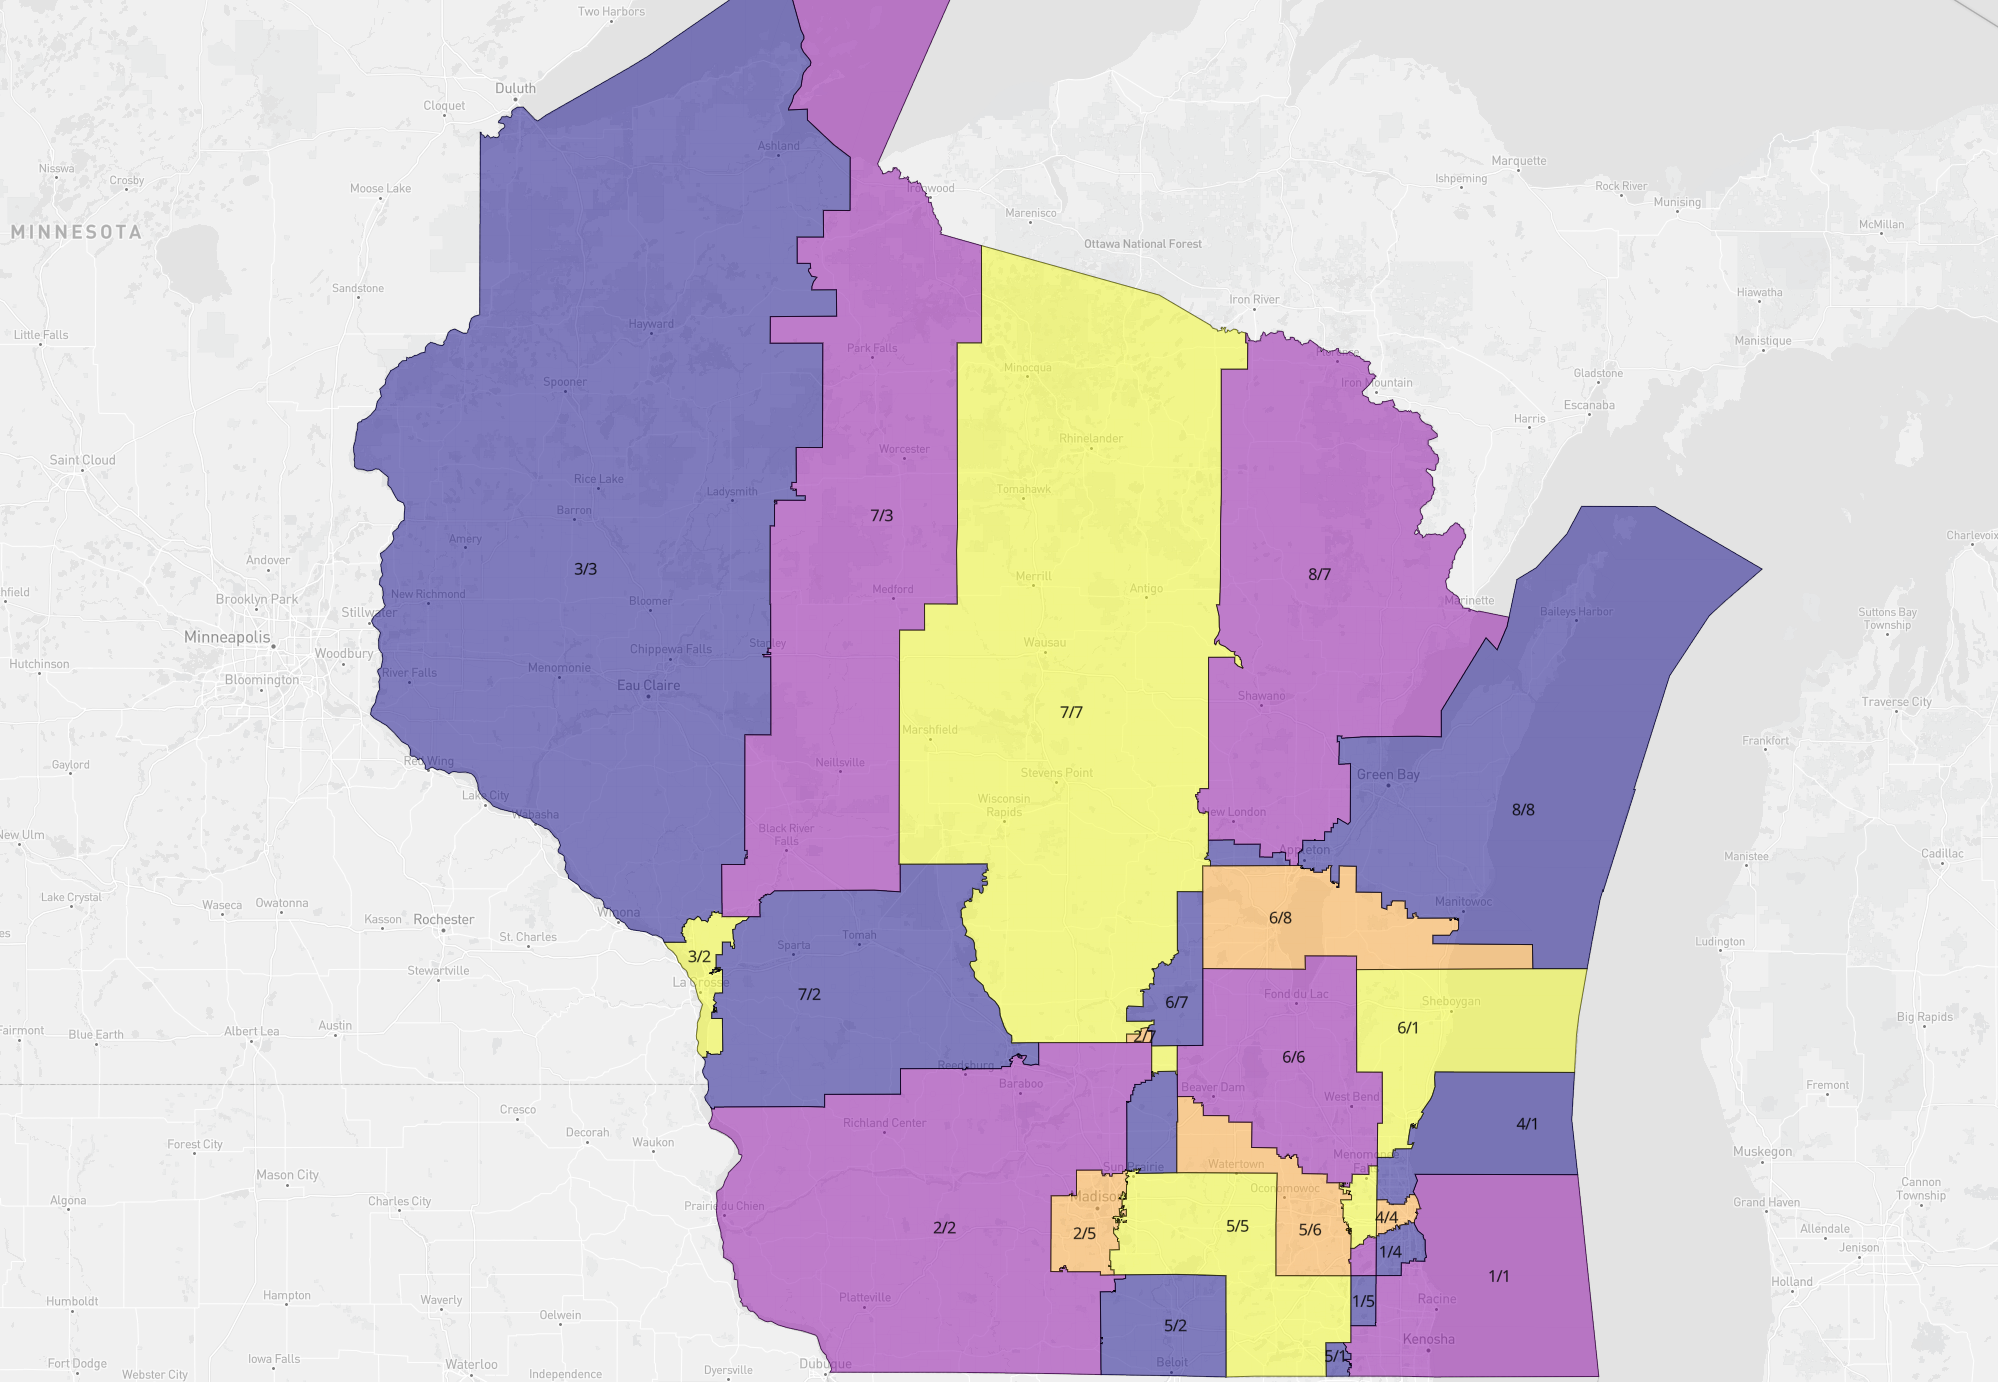 Two Harbors
Duluth
Cloquet
Ashland
Marquette
Nisswa
Crosby
Moose Lake
Ironwood
Ishpeming
Rock River
Munising
Marenisco
McMillan
MINNESOTA
Ottawa National Forest
Sandstone
Iron River
Hiawatha
Little Falls
Hayward
Park Falls
Manistique
Minocqua
Spooner
Iron Mountain
Gladstone
Escanaba
Harris
Rhinelander
Worcester
Saint Cloud
Rice Lake
Ladysmith
Tomahawk
Barron
7/3
Amery
Charlevoix
Andover
3/3
8/7
Merrill
Antigo
hfield
New Richmond
Medford
Brooklyn Park
Bloomer
Marinette
Baileys Harbor
Stillwater
Suttons Bay
Township
Minneapolis
Stanley
Wausau
Woodbury
Chippewa Falls
Hutchinson
Menomonie
River Falls
Bloomington
Eau Claire
Shawano
Traverse City
7/7
Marshfield
Frankfort
Red Wing
Gaylord
Neillsville
Stevens Point
Green Bay
Lake City
Wisconsin
Rapids
8/8
Wabasha
New London
New Ulm
Black River
Falls
Appleton
Manistee
Cadillac
Lake Crystal
Owatonna
Waseca
Manitowoc
Winona
Kasson
Rochester
6/8
St. Charles
Tomah
Sparta
Ludington
3/2
Stewartville
La Crosse
7/2
Fond du Lac
6/7
Sheboygan
Fairmont
Blue Earth
Albert Lea
Austin
6/1
Big Rapids
2/7
6/6
Reedsburg
Baraboo
Beaver Dam
Fremont
West Bend
Cresco
Richland Center
4/1
Decorah
Forest City
Waukon
Muskegon
Mason City
Sun Prairie
Watertown
Menomonee
Falls
Cannon
Township
Oconomowoc
Algona
Charles City
Madison
Prairie du Chien
Grand Haven
4/4
2/2
2/5
5/5
5/6
Allendale
1/4
Jenison
1/1
Holland
Humboldt
Hampton
Waverly
Platteville
1/5
Racine
Oelwein
5/2
Kenosha
5/1
Fort Dodge
Iowa Falls
Waterloo
Dubuque
Beloit
Webster City
Independence
Dyersville